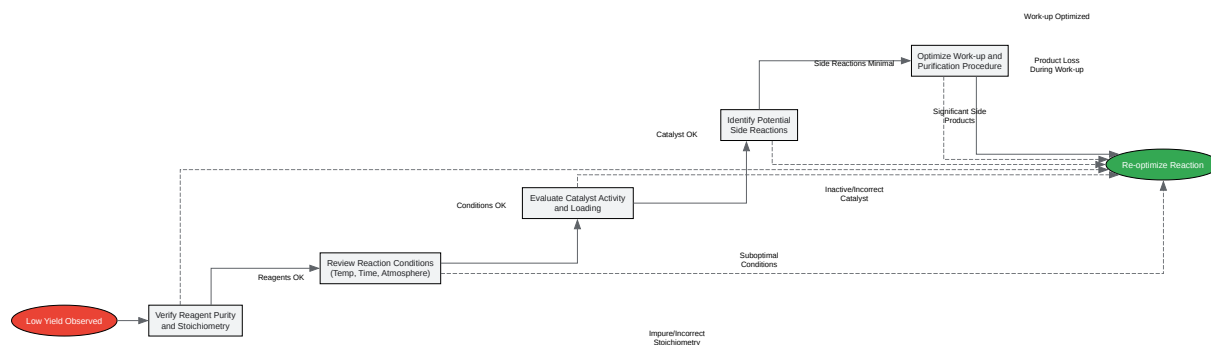 Work-up Optimized
Optimize Work-up and
Purification Procedure
Side Reactions Minimal
Product Loss
During Work-up
Significant Side
Products
Identify Potential
Side Reactions
Catalyst OK
Re-optimize Reaction
Evaluate Catalyst Activity
and Loading
Inactive/Incorrect
Catalyst
Conditions OK
Review Reaction Conditions
(Temp, Time, Atmosphere)
Suboptimal
Conditions
Reagents OK
Low Yield Observed
Verify Reagent Purity
and Stoichiometry
Impure/Incorrect
Stoichiometry